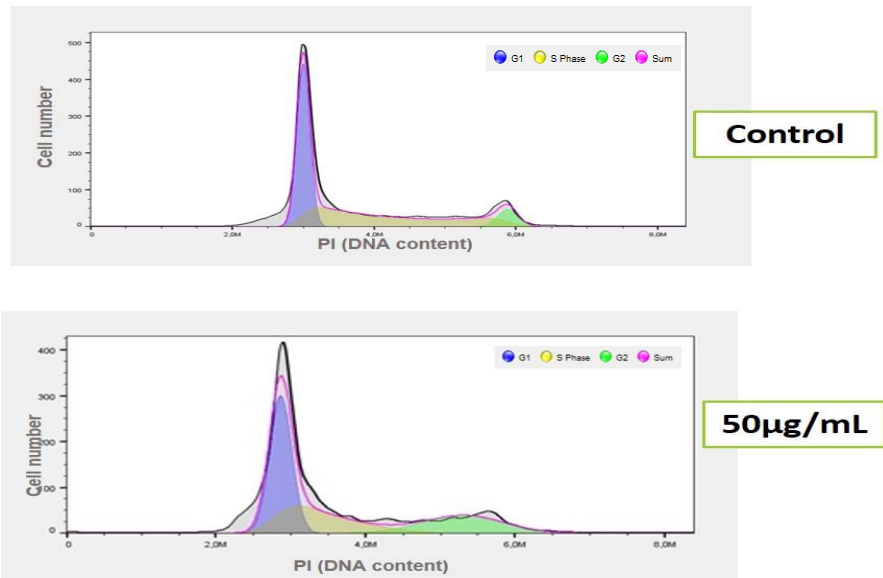 500
400
300
200
100
0
Cell number
G1 S Phase G2 Sum
0 2,0M 4,0M 6,0M 8,0M
PI (DNA content)
Control
400
300
200
100
0
Cell number
G1 S Phase G2 Sum
0 2,0M 4,0M 6,0M 8,0M
PI (DNA content)
50µg/mL